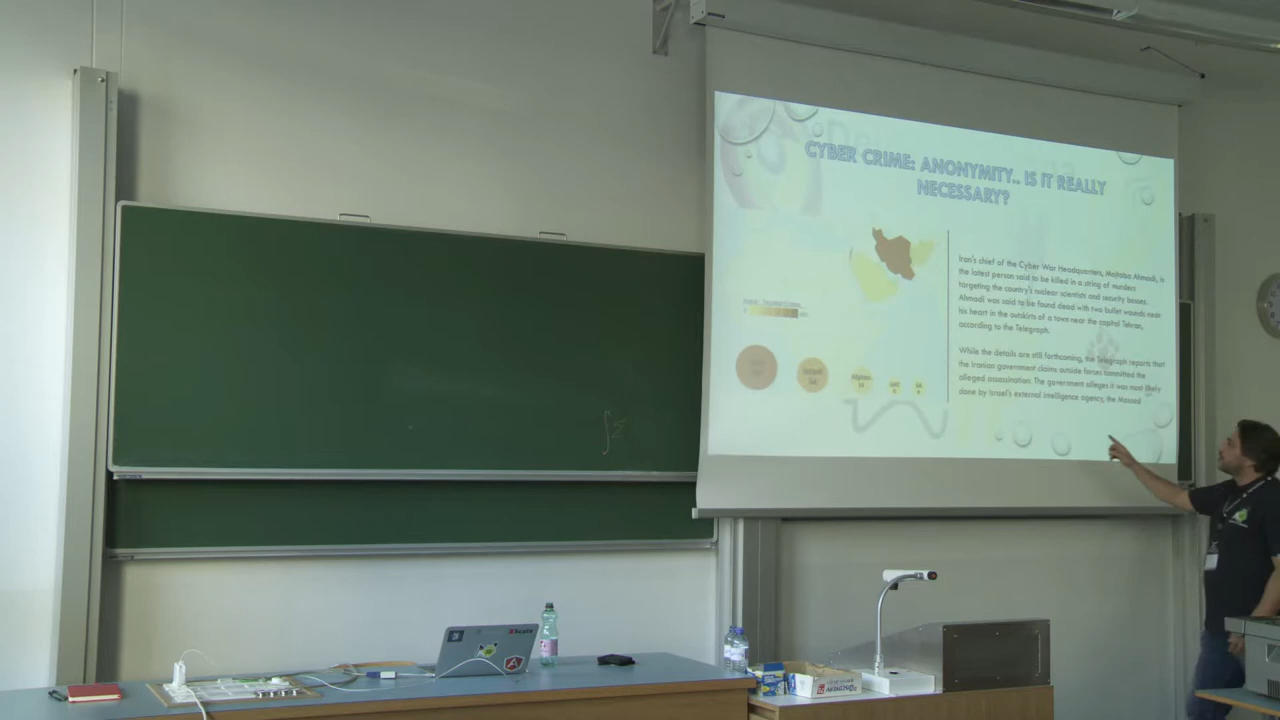 CYBER CRIME: ANONYMITY.. IS IT REALLY
NECESSARY?
Iran's chief of the Cyber War Headquarters, Mojtaba Ahmadi, is
the latest person said to be killed in a string of murders
targeting the country's nuclear scientists and security bosses.
Ahmadi was said to be found dead with two bullet wounds near
his heart in the outskirts of a town near the capital Tehran,
according to the Telegraph.
While the details are still forthcoming, the Telegraph reports that
the Iranian government claims outside forces committed the
alleged assassination. The government alleges it was most likely
done by Israel's external intelligence agency, the Mossad
∫Σ
Scala
A